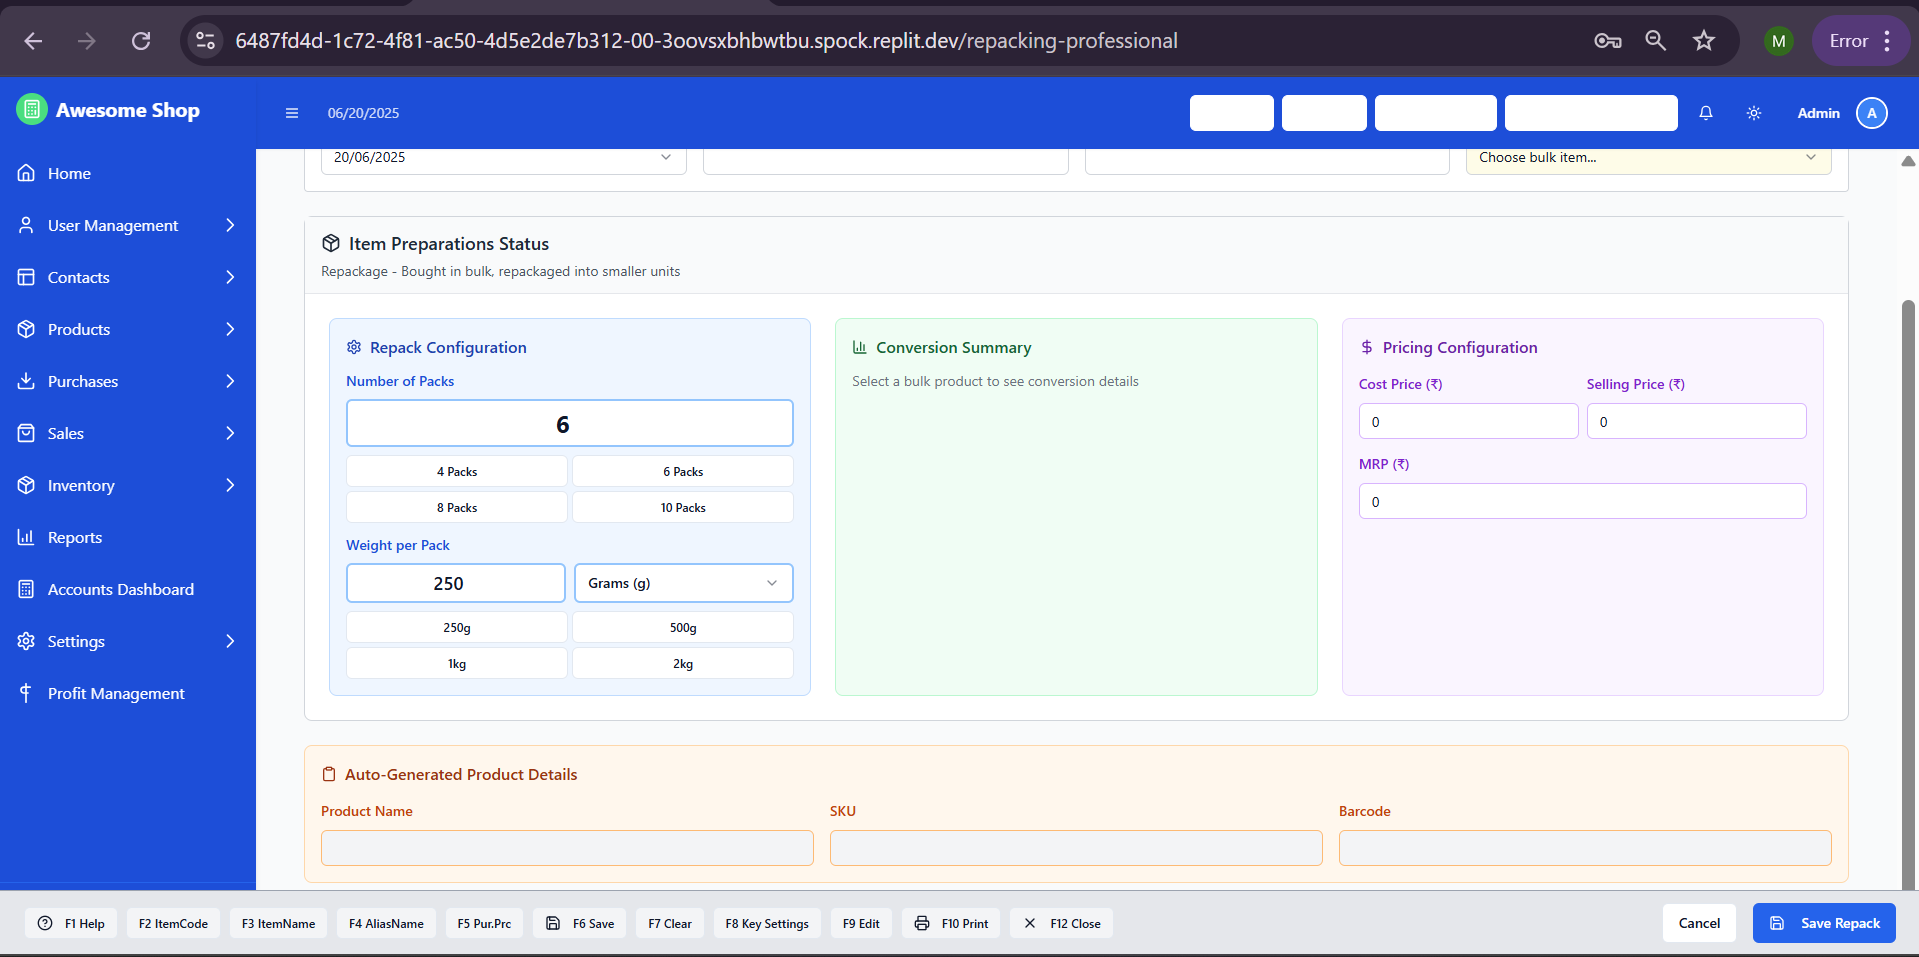 6487fd4d-1c72-4f81-ac50-4d5e2de7b312-00-3oovsxbhbwtbu.spock.replit.dev/repacking-professional
M
Error
Awesome Shop
06/20/2025
Admin
A
Home
User Management
Contacts
Products
Purchases
Sales
Inventory
Reports
Accounts Dashboard
Settings
Profit Management
20/06/2025
Choose bulk item...
Item Preparations Status
Repackage - Bought in bulk, repackaged into smaller units
Repack Configuration
Number of Packs
6
4 Packs
6 Packs
8 Packs
10 Packs
Weight per Pack
250
Grams (g)
250g
500g
1kg
2kg
Conversion Summary
Select a bulk product to see conversion details
Pricing Configuration
Cost Price (₹)
Selling Price (₹)
0
0
MRP (₹)
0
Auto-Generated Product Details
Product Name
SKU
Barcode
F1 Help
F2 ItemCode
F3 ItemName
F4 AliasName
F5 Pur.Prc
F6 Save
F7 Clear
F8 Key Settings
F9 Edit
F10 Print
F12 Close
Cancel
Save Repack